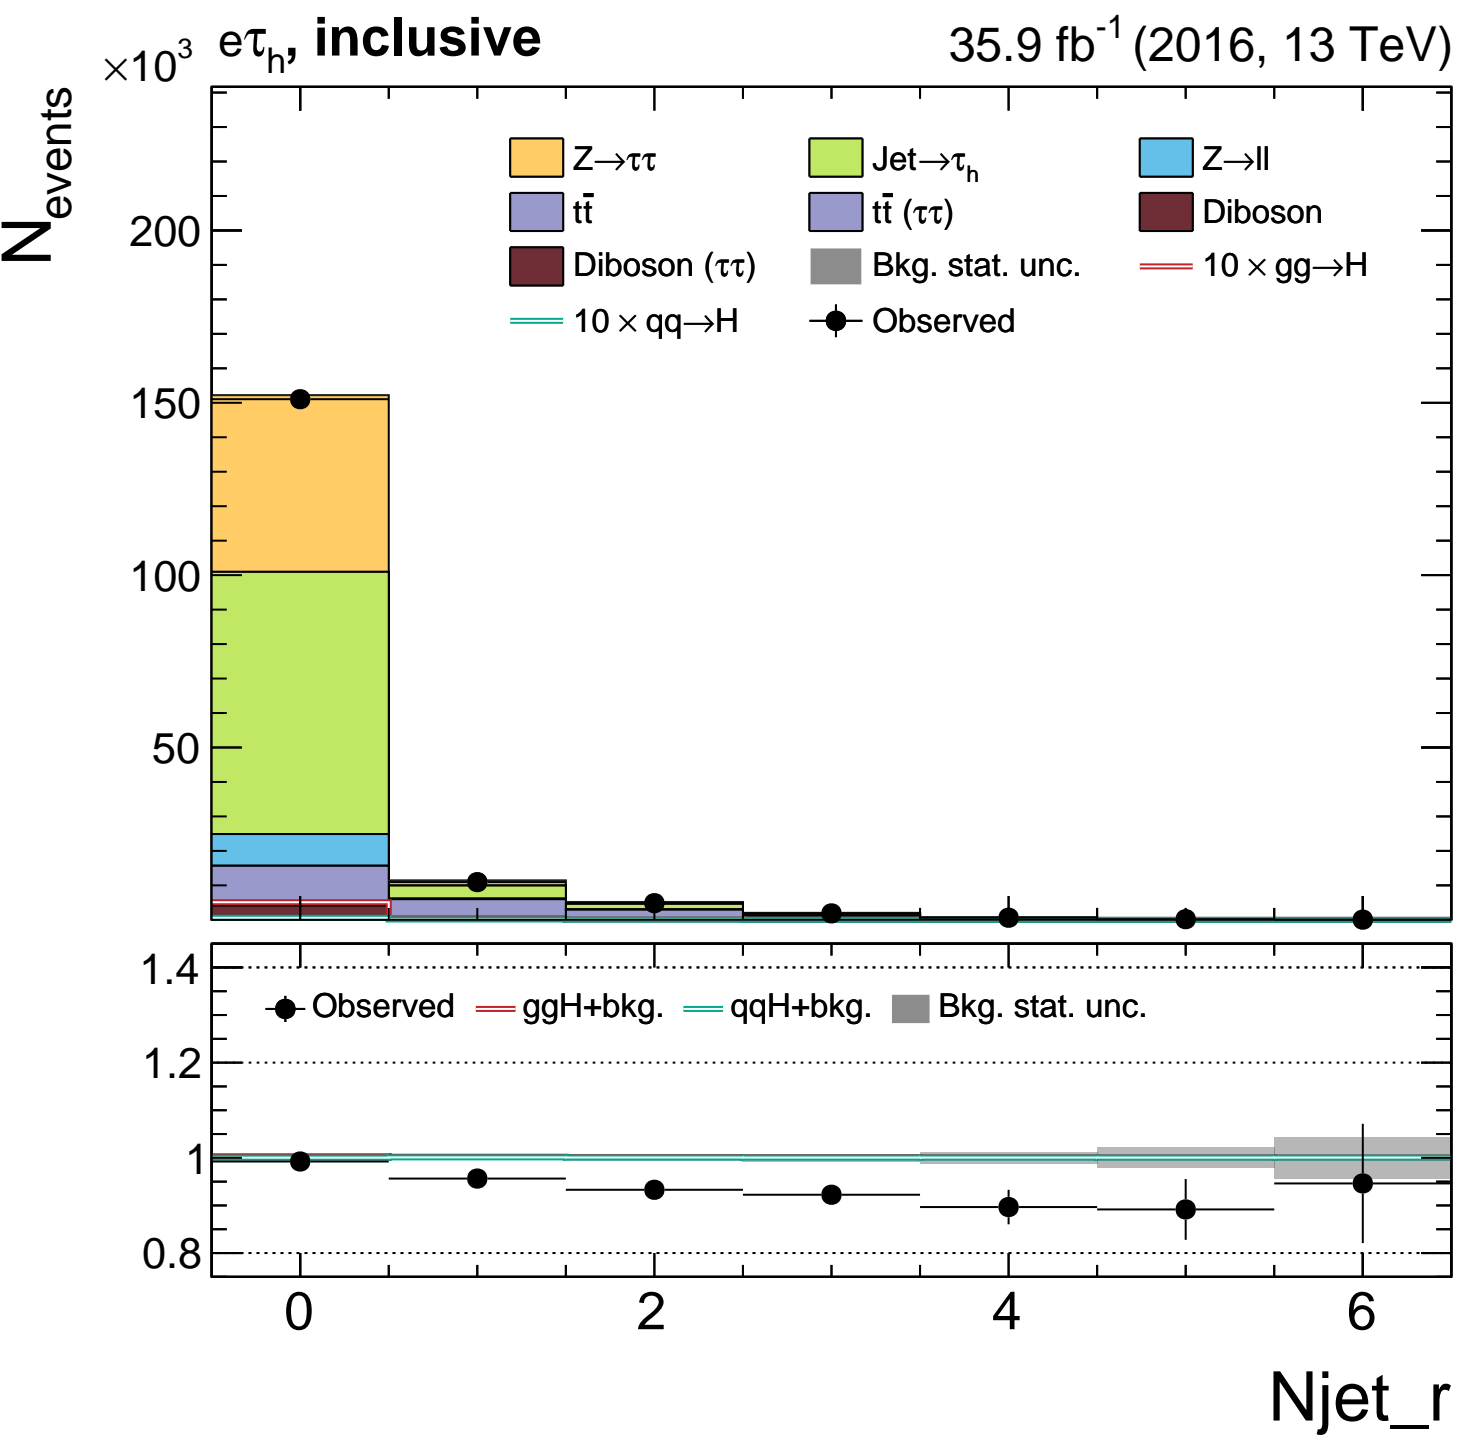 ×10³ eτₕ, inclusive 35.9 fb⁻¹ (2016, 13 TeV)
N_events
Z→ττ Jet→τₕ Z→ll
tt̄ tt̄ (ττ) Diboson
Diboson (ττ) Bkg. stat. unc. 10 × gg→H
10 × qq→H Observed
200
150
100
50
1.4
Observed ggH+bkg. qqH+bkg. Bkg. stat. unc.
1.2
1
0.8
0 2 4 6
Njet_r